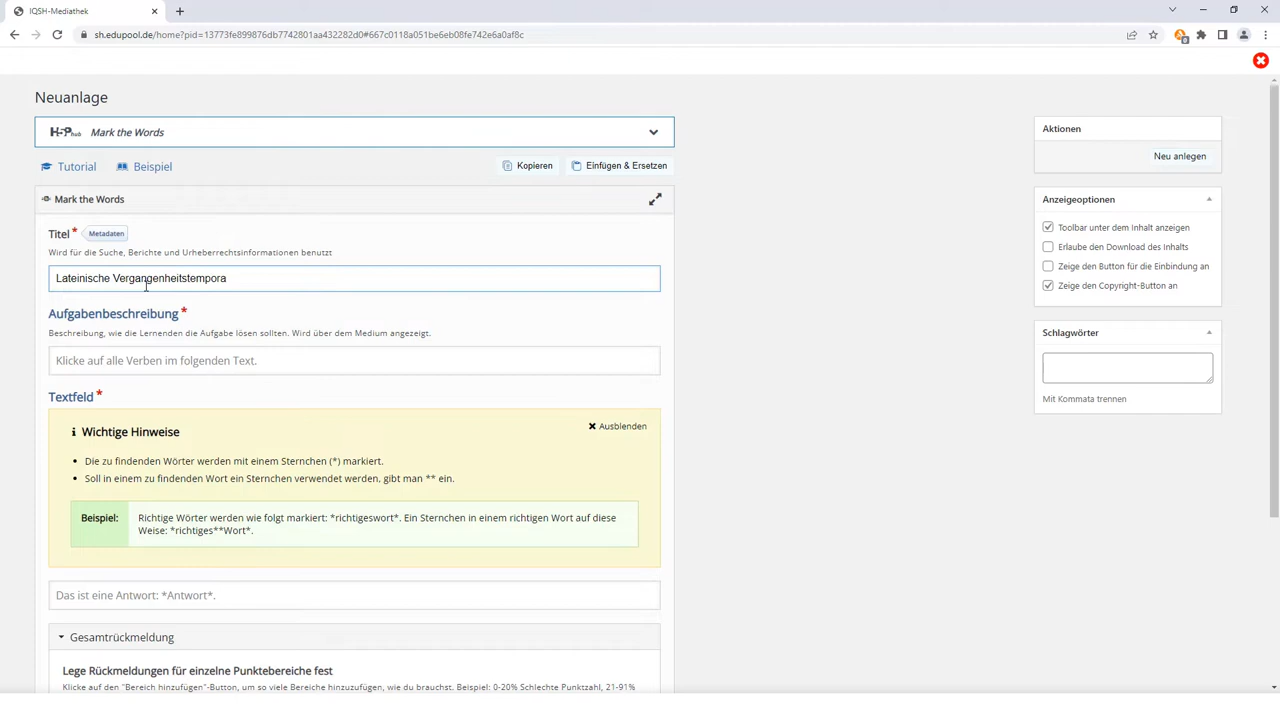 IQSH-Mediathek
sh.edupool.de/home?pid=13773fe899876db7742801aa432282d0#667c0118a051be6eb08fe742e6a0af8c
Neuanlage
H5P hub Mark the Words
Tutorial Beispiel Kopieren Einfügen & Ersetzen
Mark the Words
Titel * Metadaten
Wird für die Suche, Berichte und Urheberrechtsinformationen benutzt
Lateinische Vergangenheitstempora
Aufgabenbeschreibung *
Beschreibung, wie die Lernenden die Aufgabe lösen sollten. Wird über dem Medium angezeigt.
Klicke auf alle Verben im folgenden Text.
Textfeld *
Wichtige Hinweise
Ausblenden
Die zu findenden Wörter werden mit einem Sternchen (*) markiert.
Soll in einem zu findenden Wort ein Sternchen verwendet werden, gibt man ** ein.
Beispiel: Richtige Wörter werden wie folgt markiert: *richtigeswort*. Ein Sternchen in einem richtigen Wort auf diese
Weise: *richtiges**Wort*.
Das ist eine Antwort: *Antwort*.
Gesamtrückmeldung
Lege Rückmeldungen für einzelne Punktebereiche fest
Klicke auf den "Bereich hinzufügen"-Button, um so viele Bereiche hinzuzufügen, wie du brauchst. Beispiel: 0-20% Schlechte Punktzahl, 21-91%
Aktionen
Neu anlegen
Anzeigeoptionen
Toolbar unter dem Inhalt anzeigen
Erlaube den Download des Inhalts
Zeige den Button für die Einbindung an
Zeige den Copyright-Button an
Schlagwörter
Mit Kommata trennen